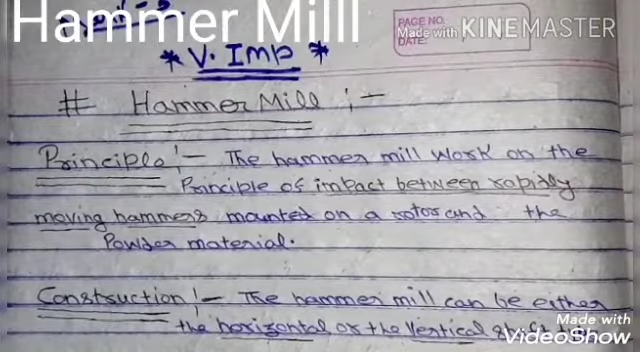 Hammer Milll
PAGE NO.
DATE:
Made with KINEMASTER
* V. Imp *
# Hammer Mill :-
Principle :- The hammer mill work on the
Principle of impact between rapidly
moving hammers mounted on a rotor and the
Powder material.
Construction :- The hammer mill can be either
the horizontal or the vertical shaft
Made with
VideoShow